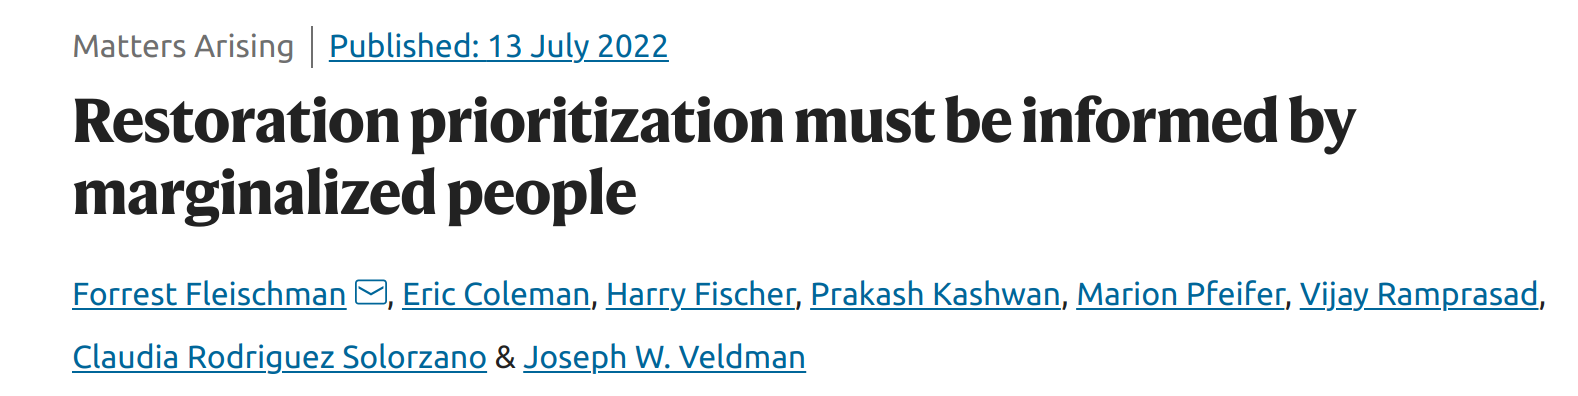 Matters Arising | Published: 13 July 2022
Restoration prioritization must be informed by
marginalized people
Forrest Fleischman, Eric Coleman, Harry Fischer, Prakash Kashwan, Marion Pfeifer, Vijay Ramprasad,
Claudia Rodriguez Solorzano & Joseph W. Veldman